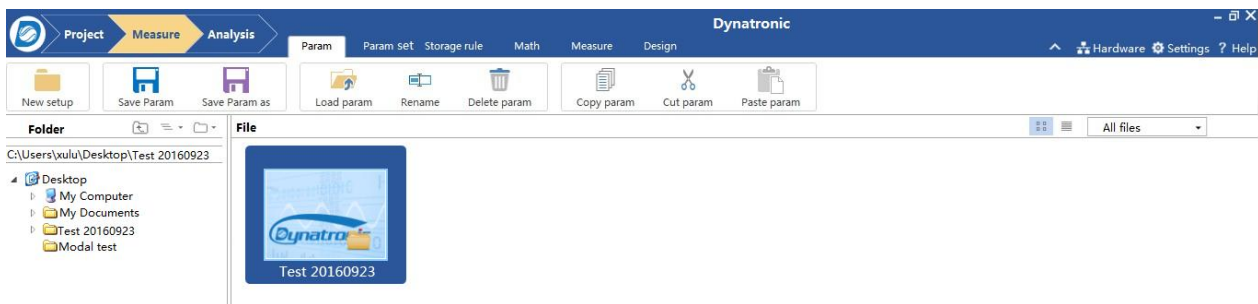 Dynatronic
Project Measure Analysis
Param Param set Storage rule Math Measure Design
Hardware Settings ? Help
New setup Save Param Save Param as Load param Rename Delete param Copy param Cut param Paste param
Folder
File
All files
C:\Users\xulu\Desktop\Test 20160923
Desktop
My Computer
My Documents
Test 20160923
Modal test
Dynatronic
Test 20160923